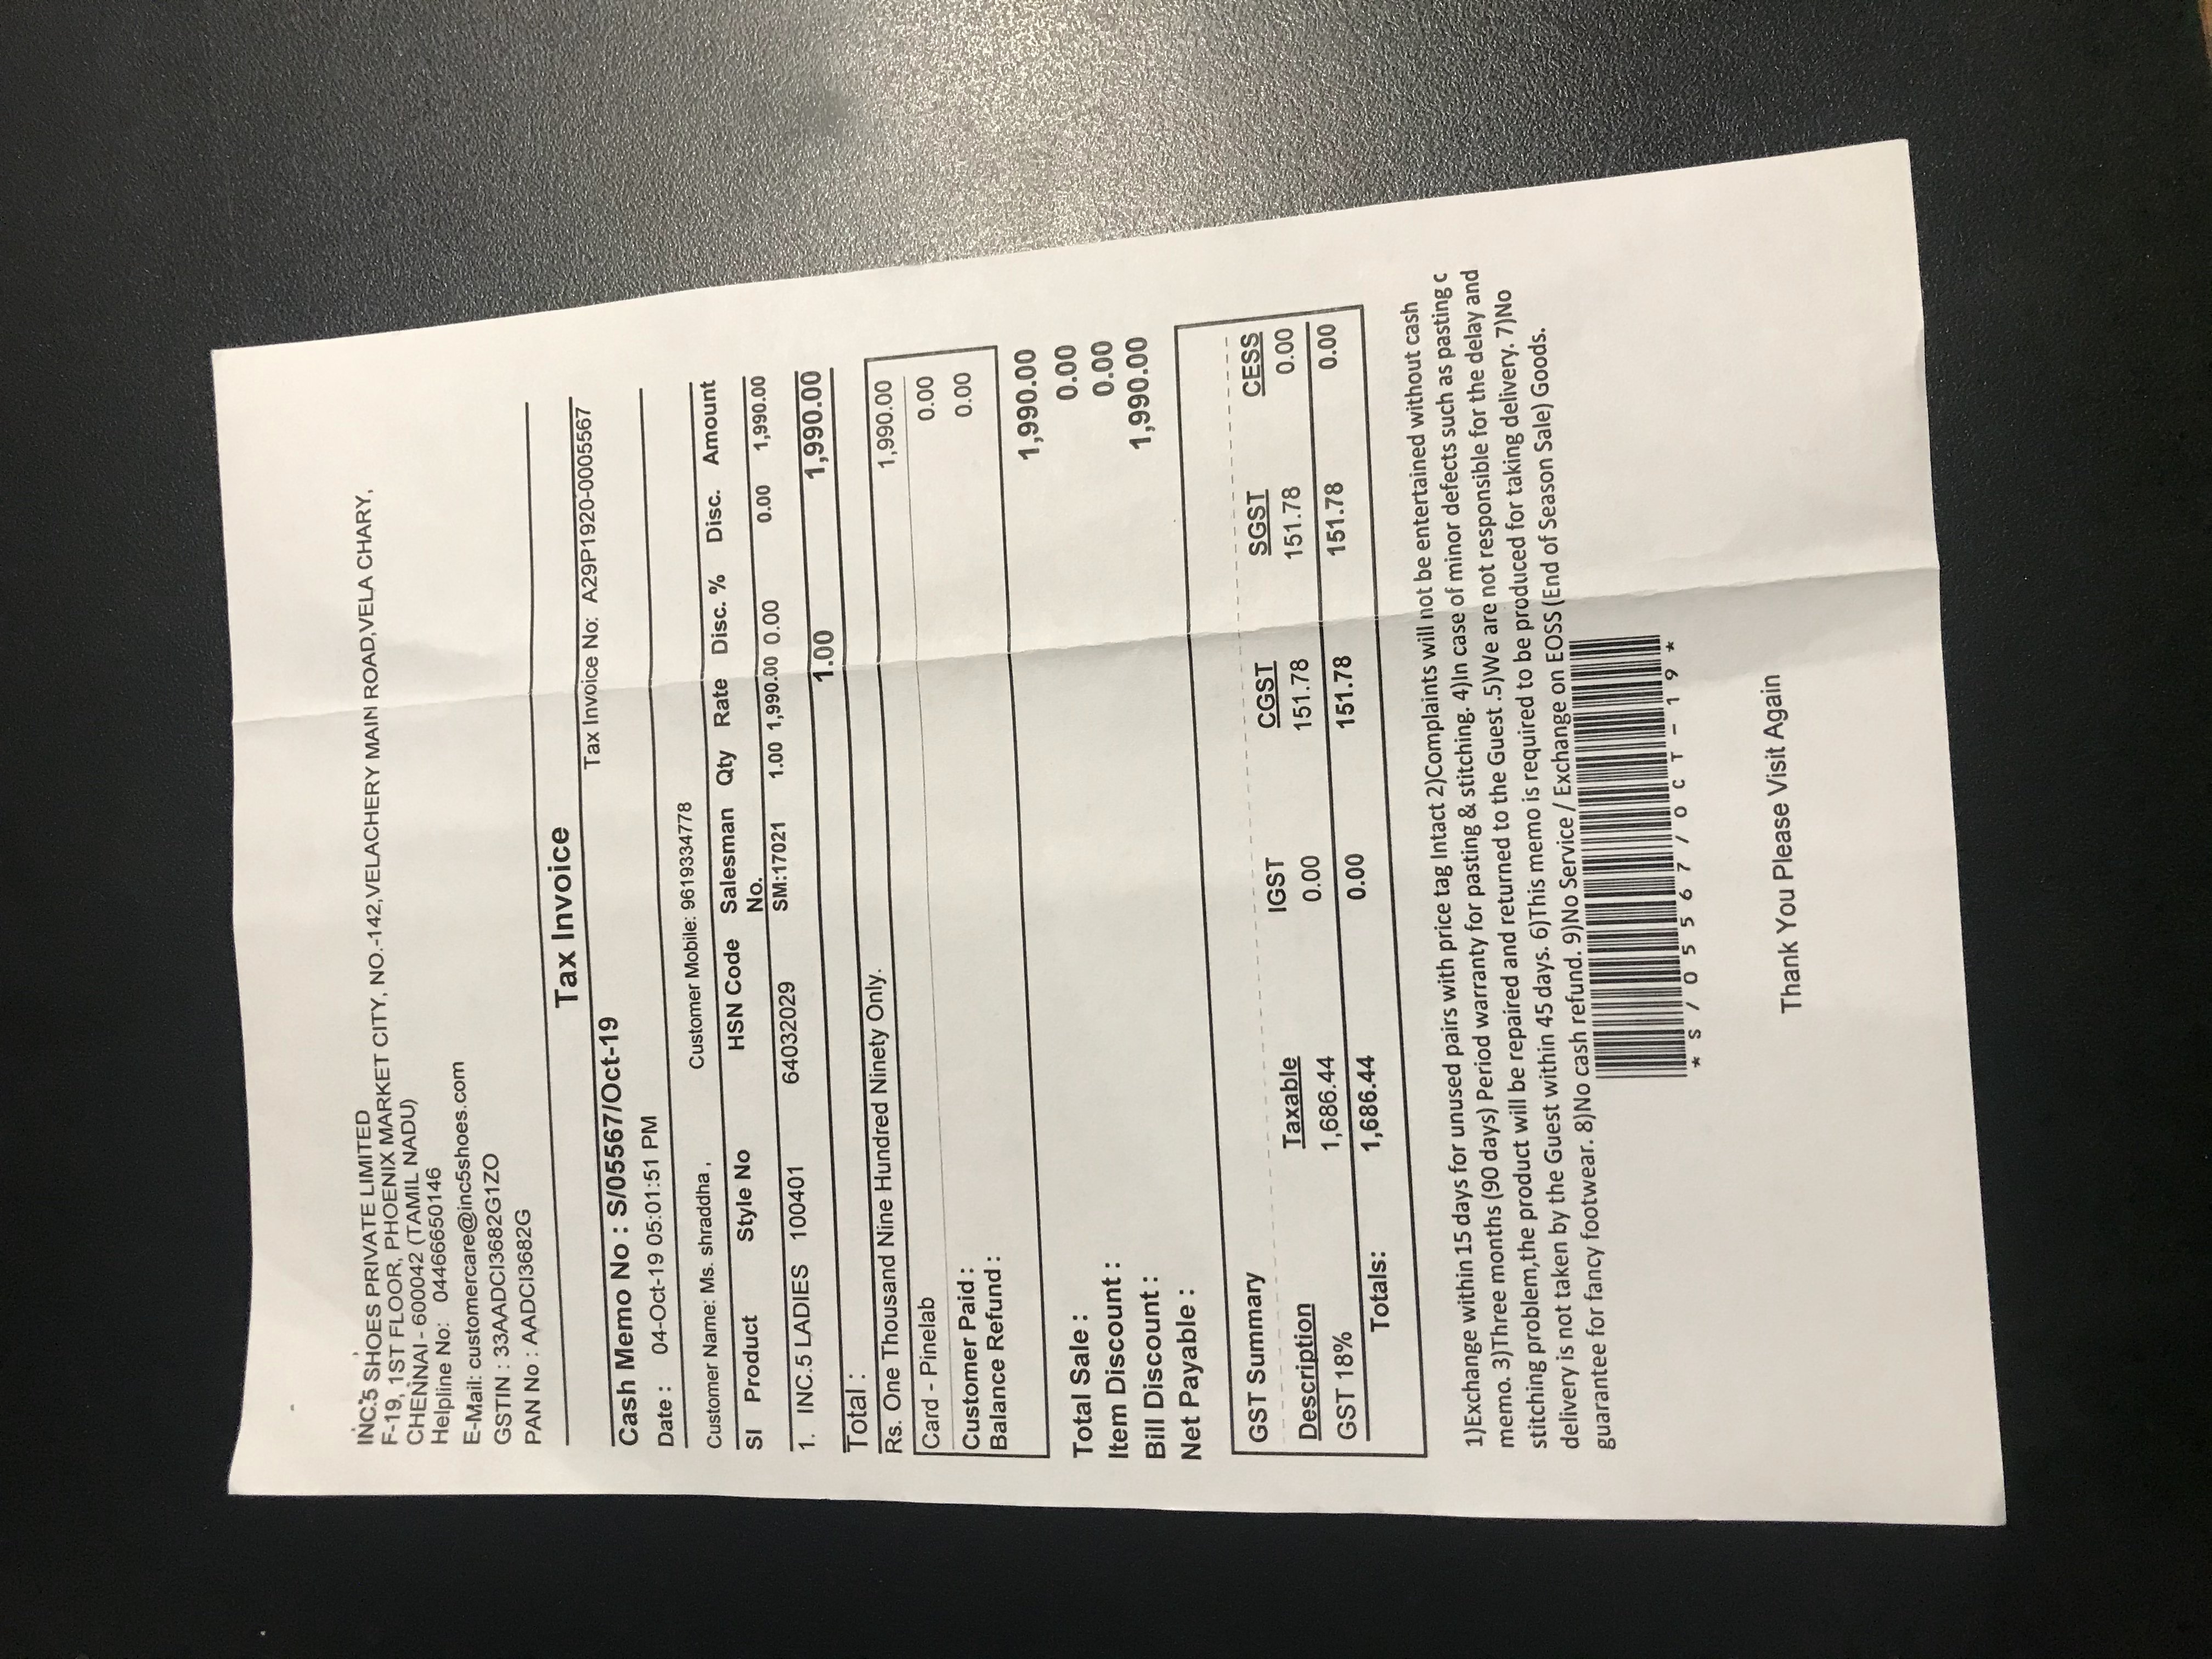 INC.5 SHOES PRIVATE LIMITED
F-19, 1ST FLOOR, PHOENIX MARKET CITY, NO.-142,VELACHERY MAIN ROAD,VELA CHARY,
CHENNAI - 600042 (TAMIL NADU)
Helpline No: 04466650146
E-Mail: customercare@inc5shoes.com
GSTIN : 33AADCI3682G1ZO
PAN No : AADCI3682G
Tax Invoice
Cash Memo No : S/05567/Oct-19 Tax Invoice No: A29P1920-0005567
Date : 04-Oct-19 05:01:51 PM
Customer Name: Ms. shraddha , Customer Mobile: 9619334778
Sl Product Style No HSN Code Salesman No. Qty Rate Disc. % Disc. Amount
1. INC.5 LADIES 100401 64032029 SM:17021 1.00 1,990.00 0.00 0.00 1,990.00
Total : 1.00 1,990.00
Rs. One Thousand Nine Hundred Ninety Only.
Card - Pinelab 1,990.00
Customer Paid : 0.00
Balance Refund : 0.00
Total Sale : 1,990.00
Item Discount : 0.00
Bill Discount : 0.00
Net Payable : 1,990.00
GST Summary
Description Taxable IGST CGST SGST CESS
GST 18% 1,686.44 0.00 151.78 151.78 0.00
Totals: 1,686.44 0.00 151.78 151.78 0.00
1)Exchange within 15 days for unused pairs with price tag Intact 2)Complaints will not be entertained without cash
memo. 3)Three months (90 days) Period warranty for pasting & stitching. 4)In case of minor defects such as pasting c
stitching problem,the product will be repaired and returned to the Guest .5)We are not responsible for the delay and
delivery is not taken by the Guest within 45 days. 6)This memo is required to be produced for taking delivery. 7)No
guarantee for fancy footwear. 8)No cash refund. 9)No Service / Exchange on EOSS (End of Season Sale) Goods.
* S / 0 5 5 6 7 / O C T - 1 9 *
Thank You Please Visit Again